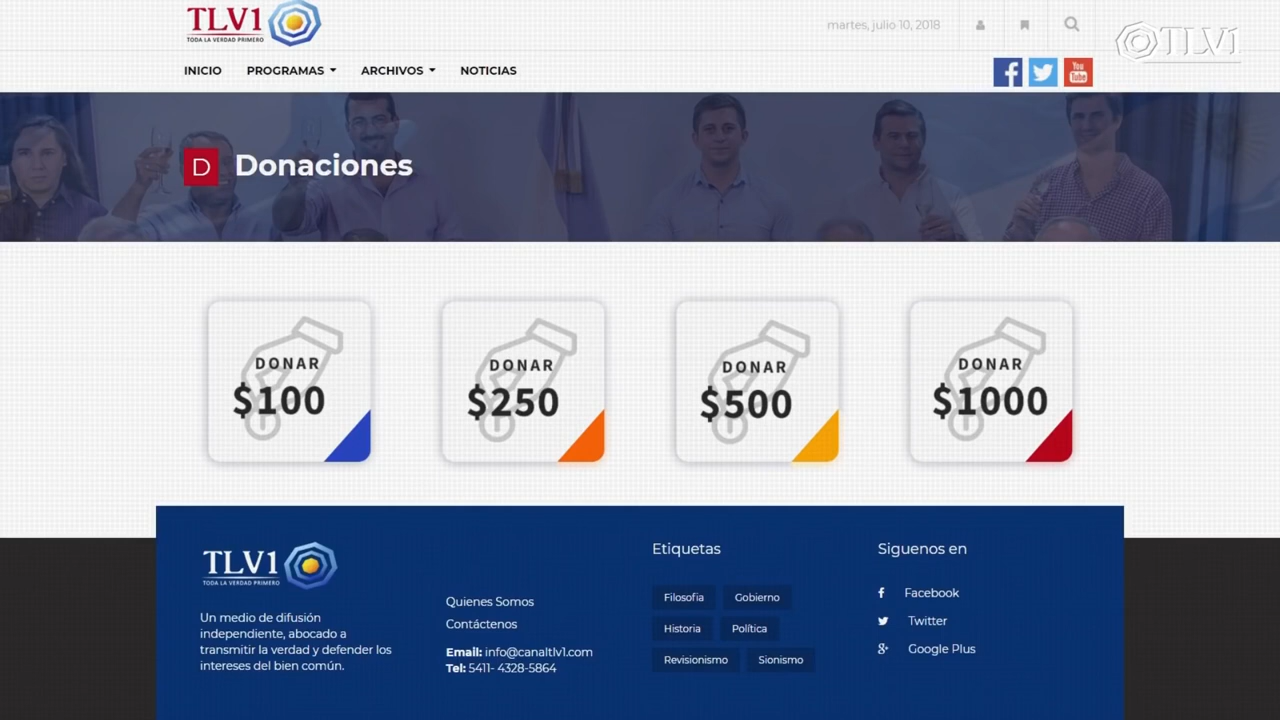 TLV1
TODA LA VERDAD PRIMERO
martes, julio 10, 2018
TLV1
INICIO PROGRAMAS ARCHIVOS NOTICIAS
You
Tube
D Donaciones
DONAR
$100
DONAR
$250
DONAR
$500
DONAR
$1000
TLV1
TODA LA VERDAD PRIMERO
Un medio de difusión
independiente, abocado a
transmitir la verdad y defender los
intereses del bien común.
Quienes Somos
Contáctenos
Email: info@canaltlv1.com
Tel: 5411- 4328-5864
Etiquetas
Filosofia Gobierno
Historia Política
Revisionismo Sionismo
Siguenos en
Facebook
Twitter
Google Plus